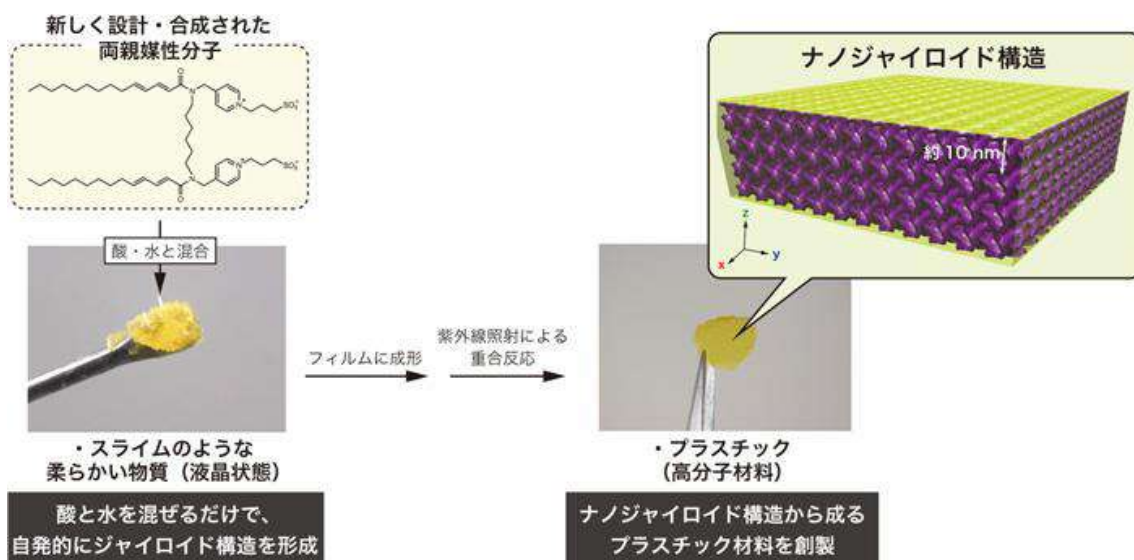 新しく設計・合成された
両親媒性分子
O
N
N+
SO₃-
N
N+
SO₃-
O
酸・水と混合
・スライムのような
柔らかい物質（液晶状態）
酸と水を混ぜるだけで、
自発的にジャイロイド構造を形成
フィルムに成形
紫外線照射による
重合反応
ナノジャイロイド構造
約10 nm
z
y
x
・プラスチック
（高分子材料）
ナノジャイロイド構造から成る
プラスチック材料を創製